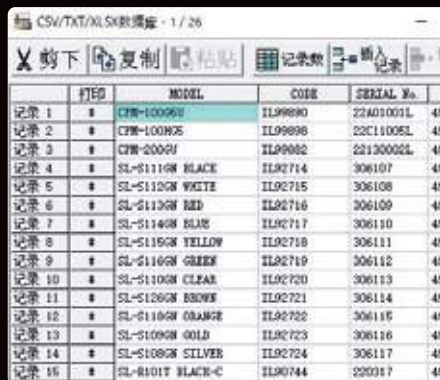 CSV/TXT/XLSX数据库 - 1 / 26
剪下 复制 粘贴 记录数 插入记录
打印 MODEL CODE SERIAL No.
记录 1 # CPM-100G5U IL99890 22A01001L
记录 2 # CPM-100HG5 IL99898 22C11005L
记录 3 # CPM-200GU IL99882 22130002L
记录 4 # SL-S111GN BLACK IL92714 306107
记录 5 # SL-S112GN WHITE IL92715 306108
记录 6 # SL-S113GN RED IL92716 306109
记录 7 # SL-S114GN BLUE IL92717 306110
记录 8 # SL-S115GN YELLOW IL92718 306111
记录 9 # SL-S116GN GREEN IL92719 306112
记录 10 # SL-S110GN CLEAR IL92720 306113
记录 11 # SL-S126GN BROWN IL92721 306114
记录 12 # SL-S118GN ORANGE IL92722 306115
记录 13 # SL-S109GN GOLD IL92723 306116
记录 14 # SL-S108GN SILVER IL92724 306117
记录 15 # SL-R101T BLACK-C IL90744 220317